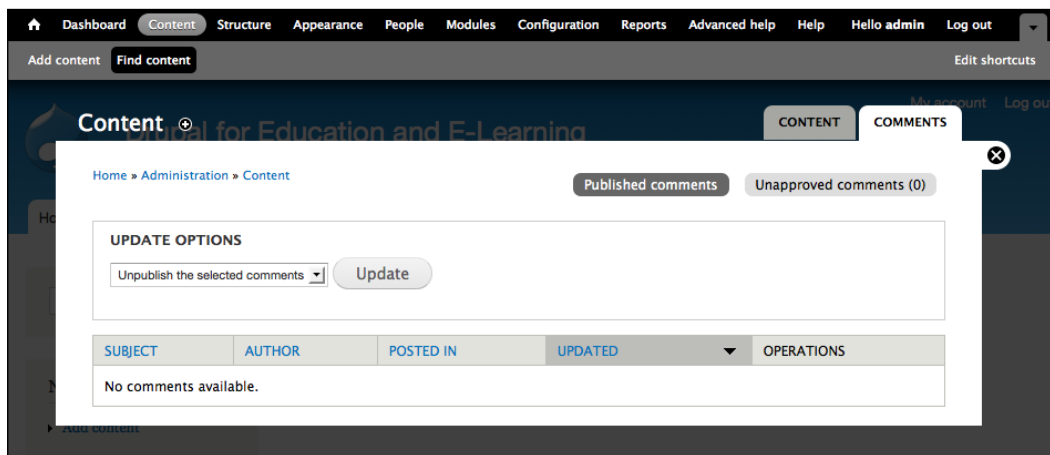 Dashboard Content Structure Appearance People Modules Configuration Reports Advanced help Help Hello admin Log out
Add content Find content Edit shortcuts
My account Log ou
Content Drupal for Education and E-Learning CONTENT COMMENTS
Home » Administration » Content
Published comments Unapproved comments (0)
Ho
UPDATE OPTIONS
Unpublish the selected comments Update
SUBJECT AUTHOR POSTED IN UPDATED OPERATIONS
No comments available.
N
Add content